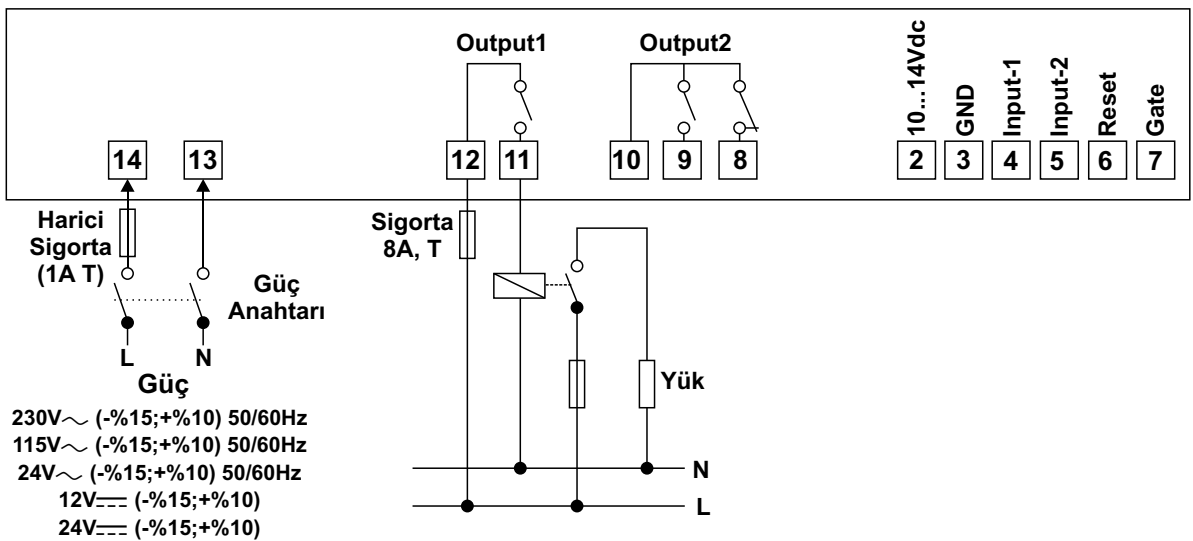 Output1
Output2
10...14Vdc
GND
Input-1
Input-2
Reset
Gate
14
13
12
11
10
9
8
2
3
4
5
6
7
Harici
Sigorta
(1A T)
Güç
Anahtarı
L
N
Güç
230V~ (-%15;+%10) 50/60Hz
115V~ (-%15;+%10) 50/60Hz
24V~ (-%15;+%10) 50/60Hz
12V⎓ (-%15;+%10)
24V⎓ (-%15;+%10)
Sigorta
8A, T
Yük
N
L